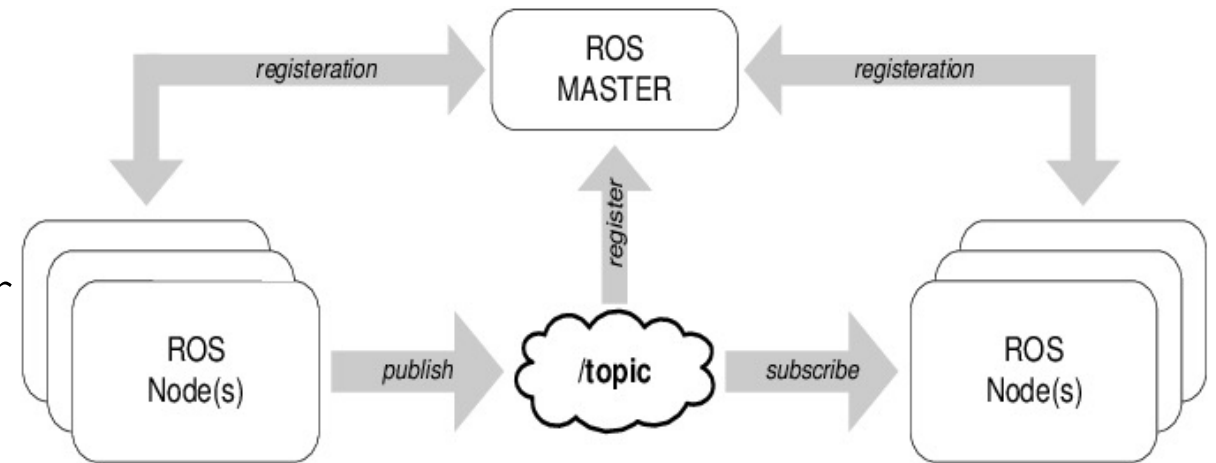 ROS
MASTER
registeration
registeration
register
ROS
Node(s)
publish
/topic
subscribe
ROS
Node(s)